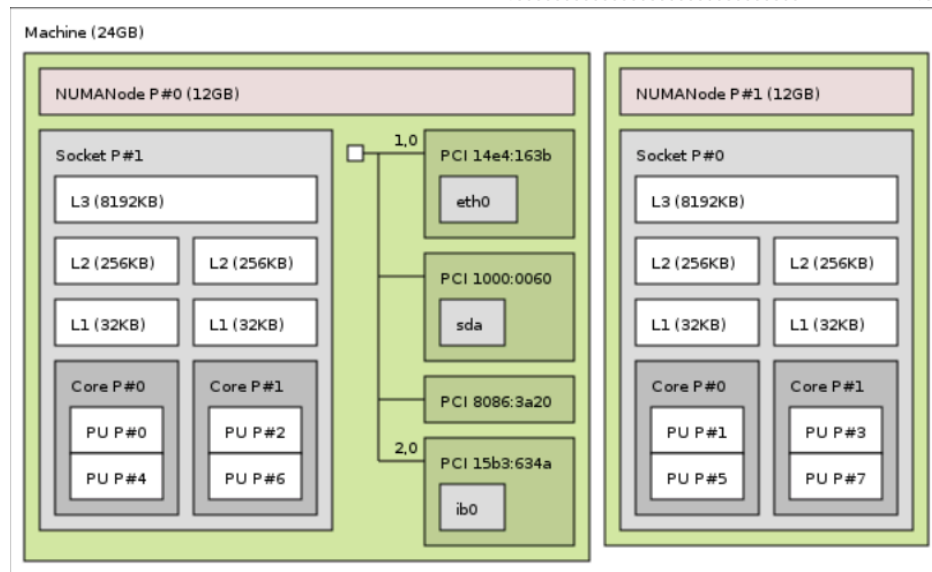 Machine (24GB)
NUMANode P#0 (12GB)
Socket P#1
L3 (8192KB)
L2 (256KB) L2 (256KB)
L1 (32KB) L1 (32KB)
Core P#0 Core P#1
PU P#0 PU P#2
PU P#4 PU P#6
1,0
PCI 14e4:163b
eth0
PCI 1000:0060
sda
PCI 8086:3a20
2,0
PCI 15b3:634a
ib0
NUMANode P#1 (12GB)
Socket P#0
L3 (8192KB)
L2 (256KB) L2 (256KB)
L1 (32KB) L1 (32KB)
Core P#0 Core P#1
PU P#1 PU P#3
PU P#5 PU P#7